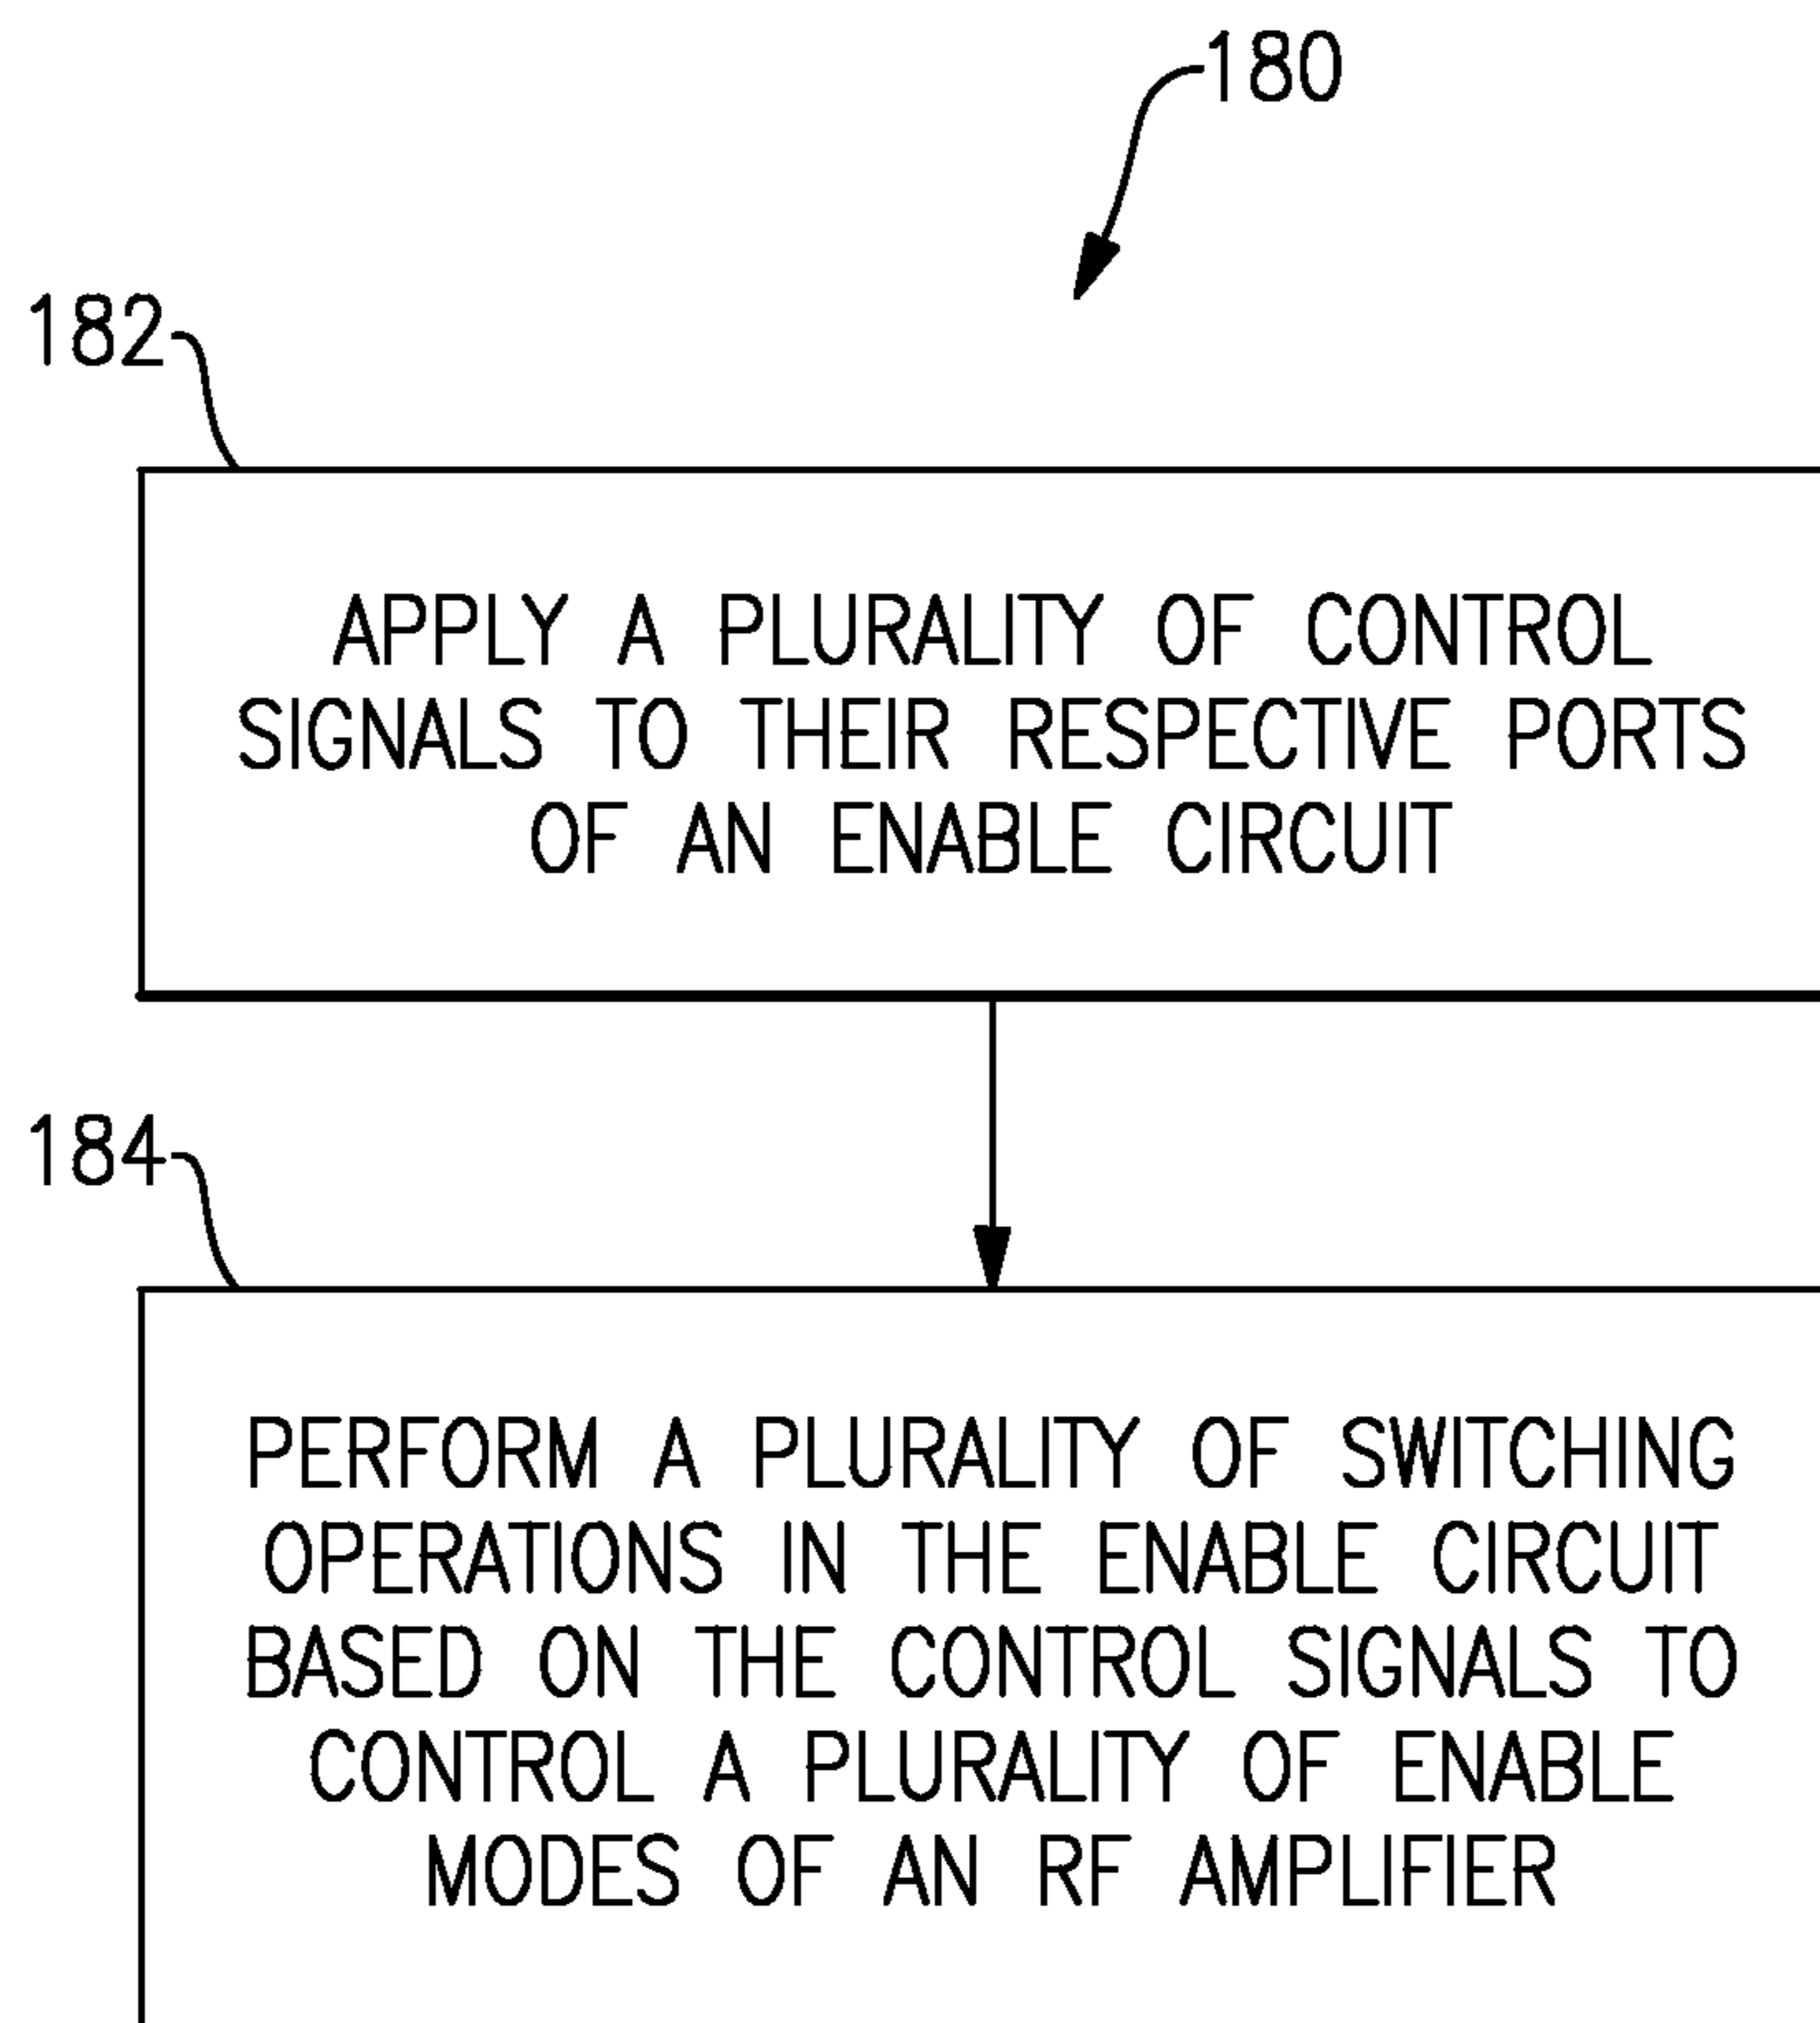 180
182
APPLY A PLURALITY OF CONTROL
SIGNALS TO THEIR RESPECTIVE PORTS
OF AN ENABLE CIRCUIT
184
PERFORM A PLURALITY OF SWITCHING
OPERATIONS IN THE ENABLE CIRCUIT
BASED ON THE CONTROL SIGNALS TO
CONTROL A PLURALITY OF ENABLE
MODES OF AN RF AMPLIFIER